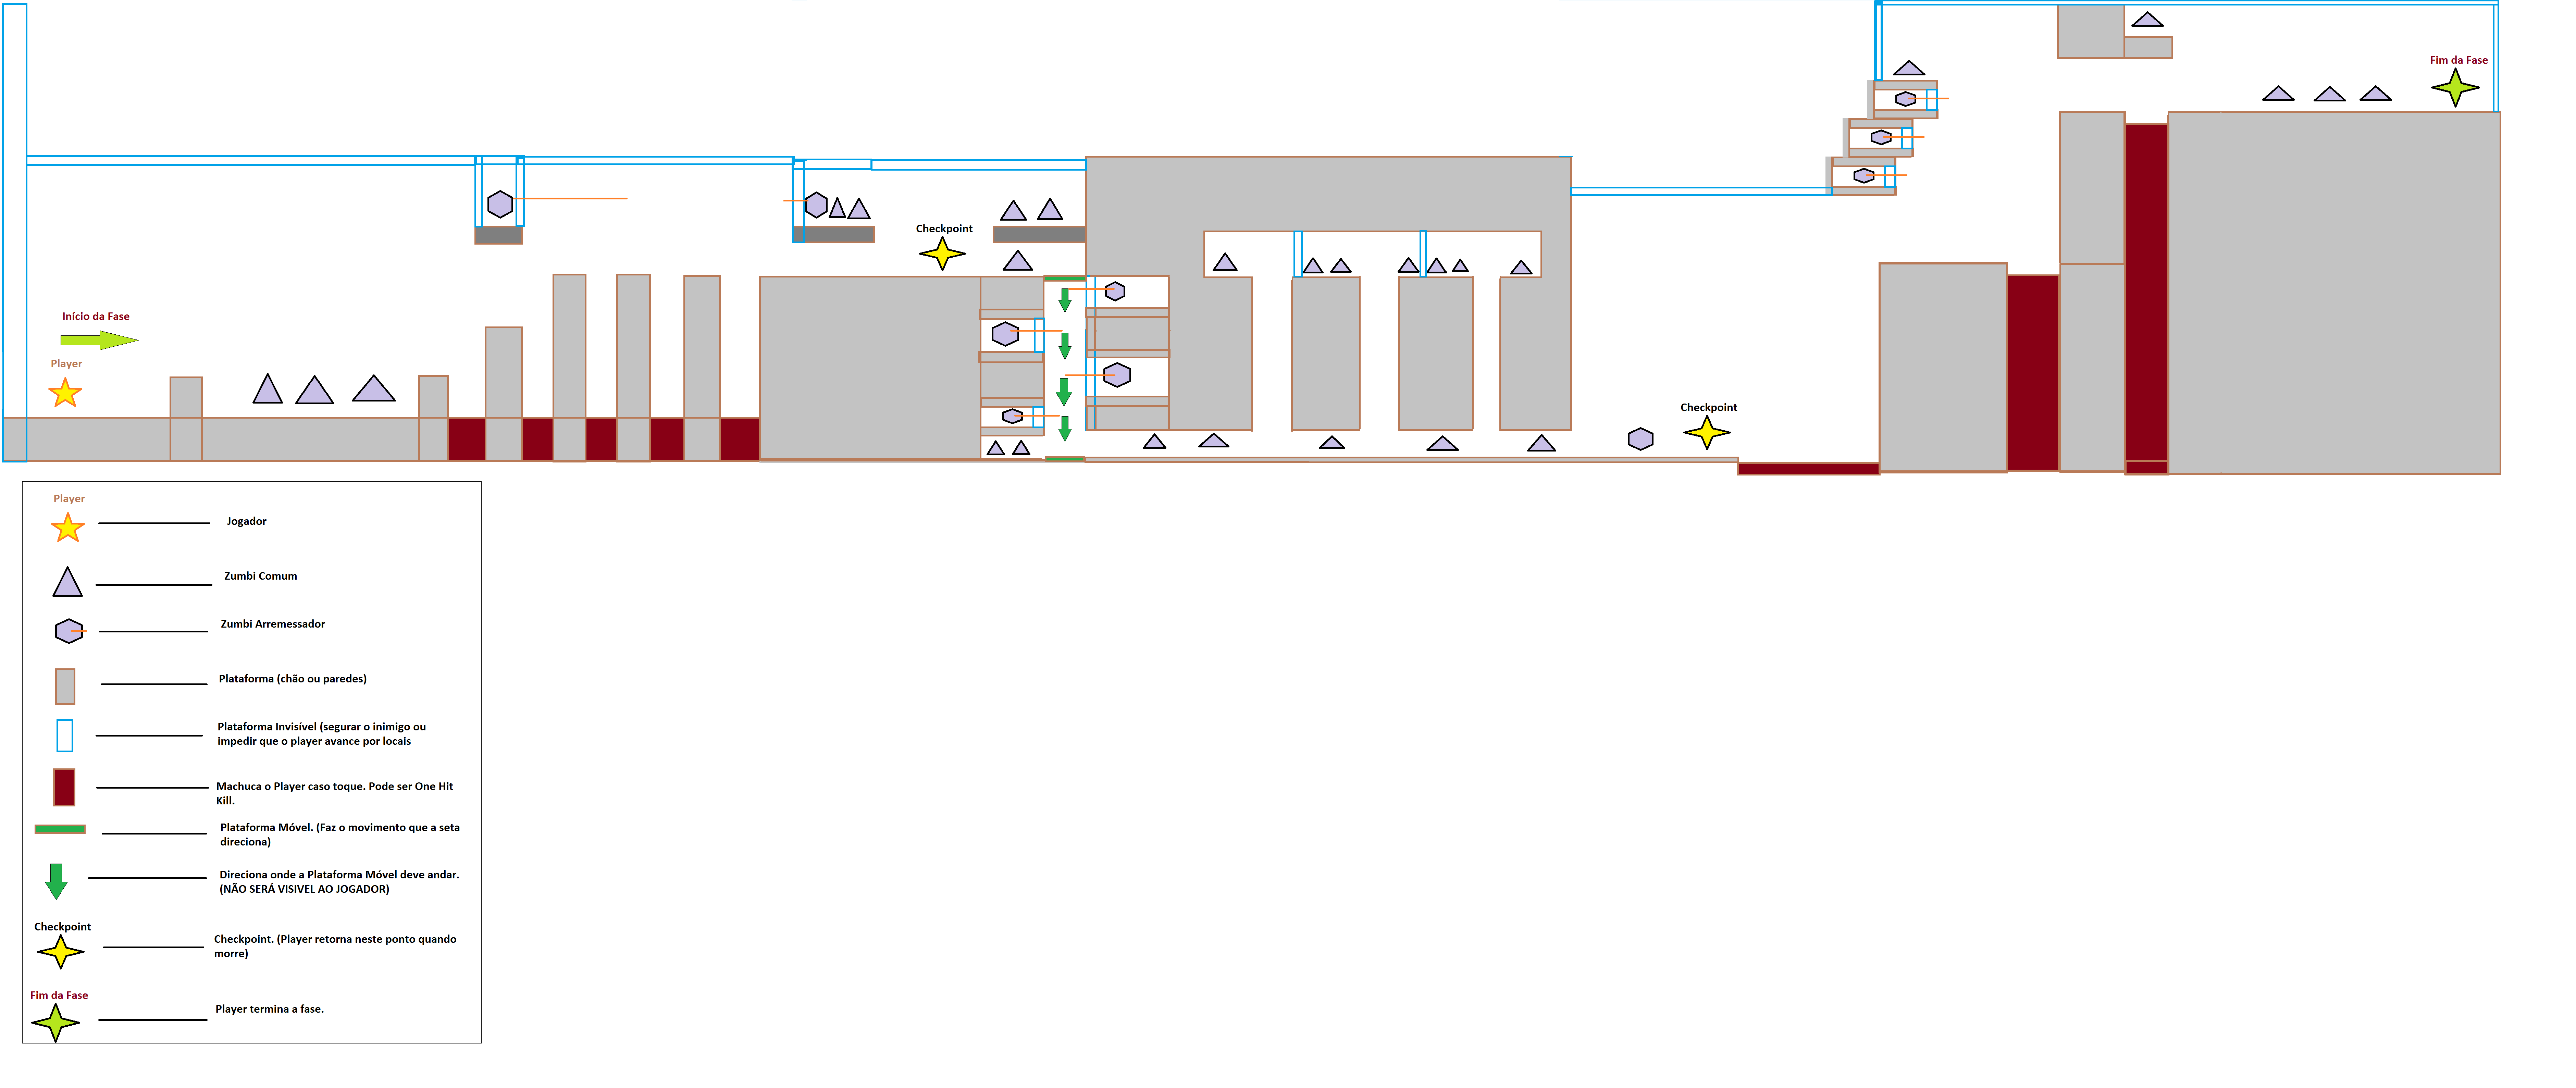 Fim da Fase
Checkpoint
Início da Fase
Player
Checkpoint
Player
Jogador
Zumbi Comum
Zumbi Arremessador
Plataforma (chão ou paredes)
Plataforma Invisível (segurar o inimigo ou
impedir que o player avance por locais
Machuca o Player caso toque. Pode ser One Hit
Kill.
Plataforma Móvel. (Faz o movimento que a seta
direciona)
Direciona onde a Plataforma Móvel deve andar.
(NÃO SERÁ VISIVEL AO JOGADOR)
Checkpoint
Checkpoint. (Player retorna neste ponto quando
morre)
Fim da Fase
Player termina a fase.